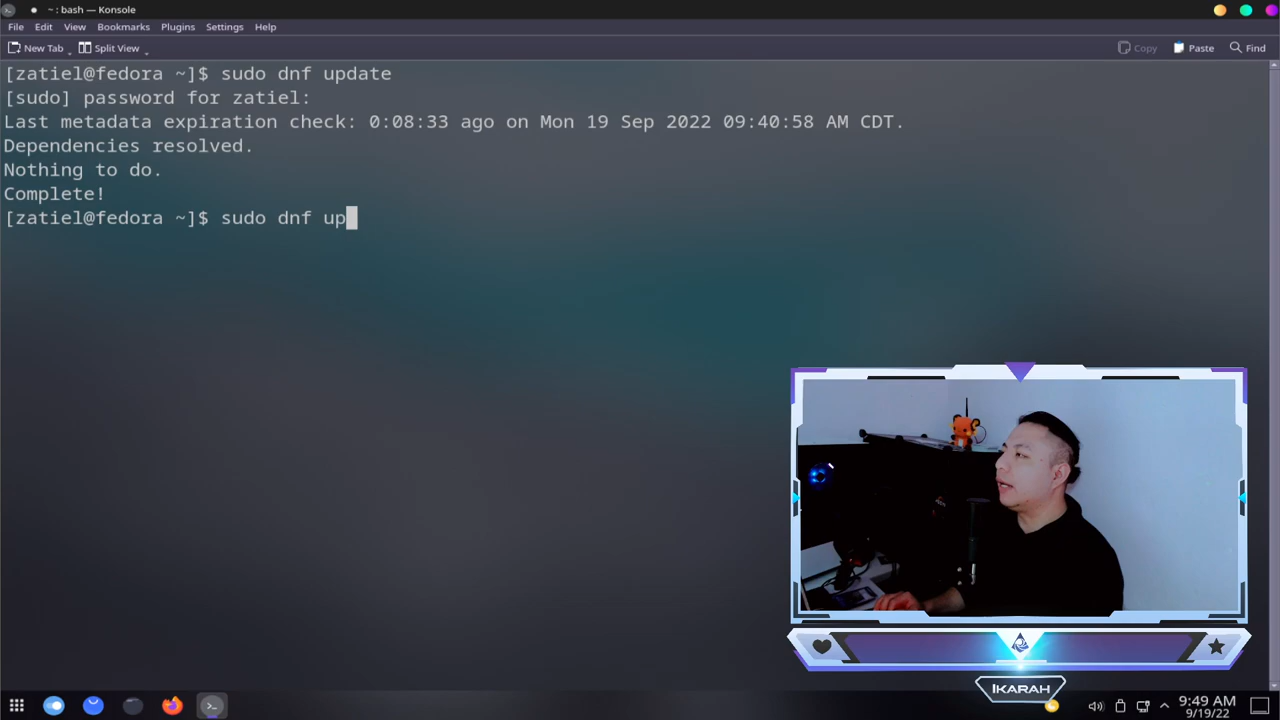 ~ : bash — Konsole
File Edit View Bookmarks Plugins Settings Help
New Tab Split View Copy Paste Find
[zatiel@fedora ~]$ sudo dnf update
[sudo] password for zatiel:
Last metadata expiration check: 0:08:33 ago on Mon 19 Sep 2022 09:40:58 AM CDT.
Dependencies resolved.
Nothing to do.
Complete!
[zatiel@fedora ~]$ sudo dnf up
IKARAH
9:49 AM
9/19/22